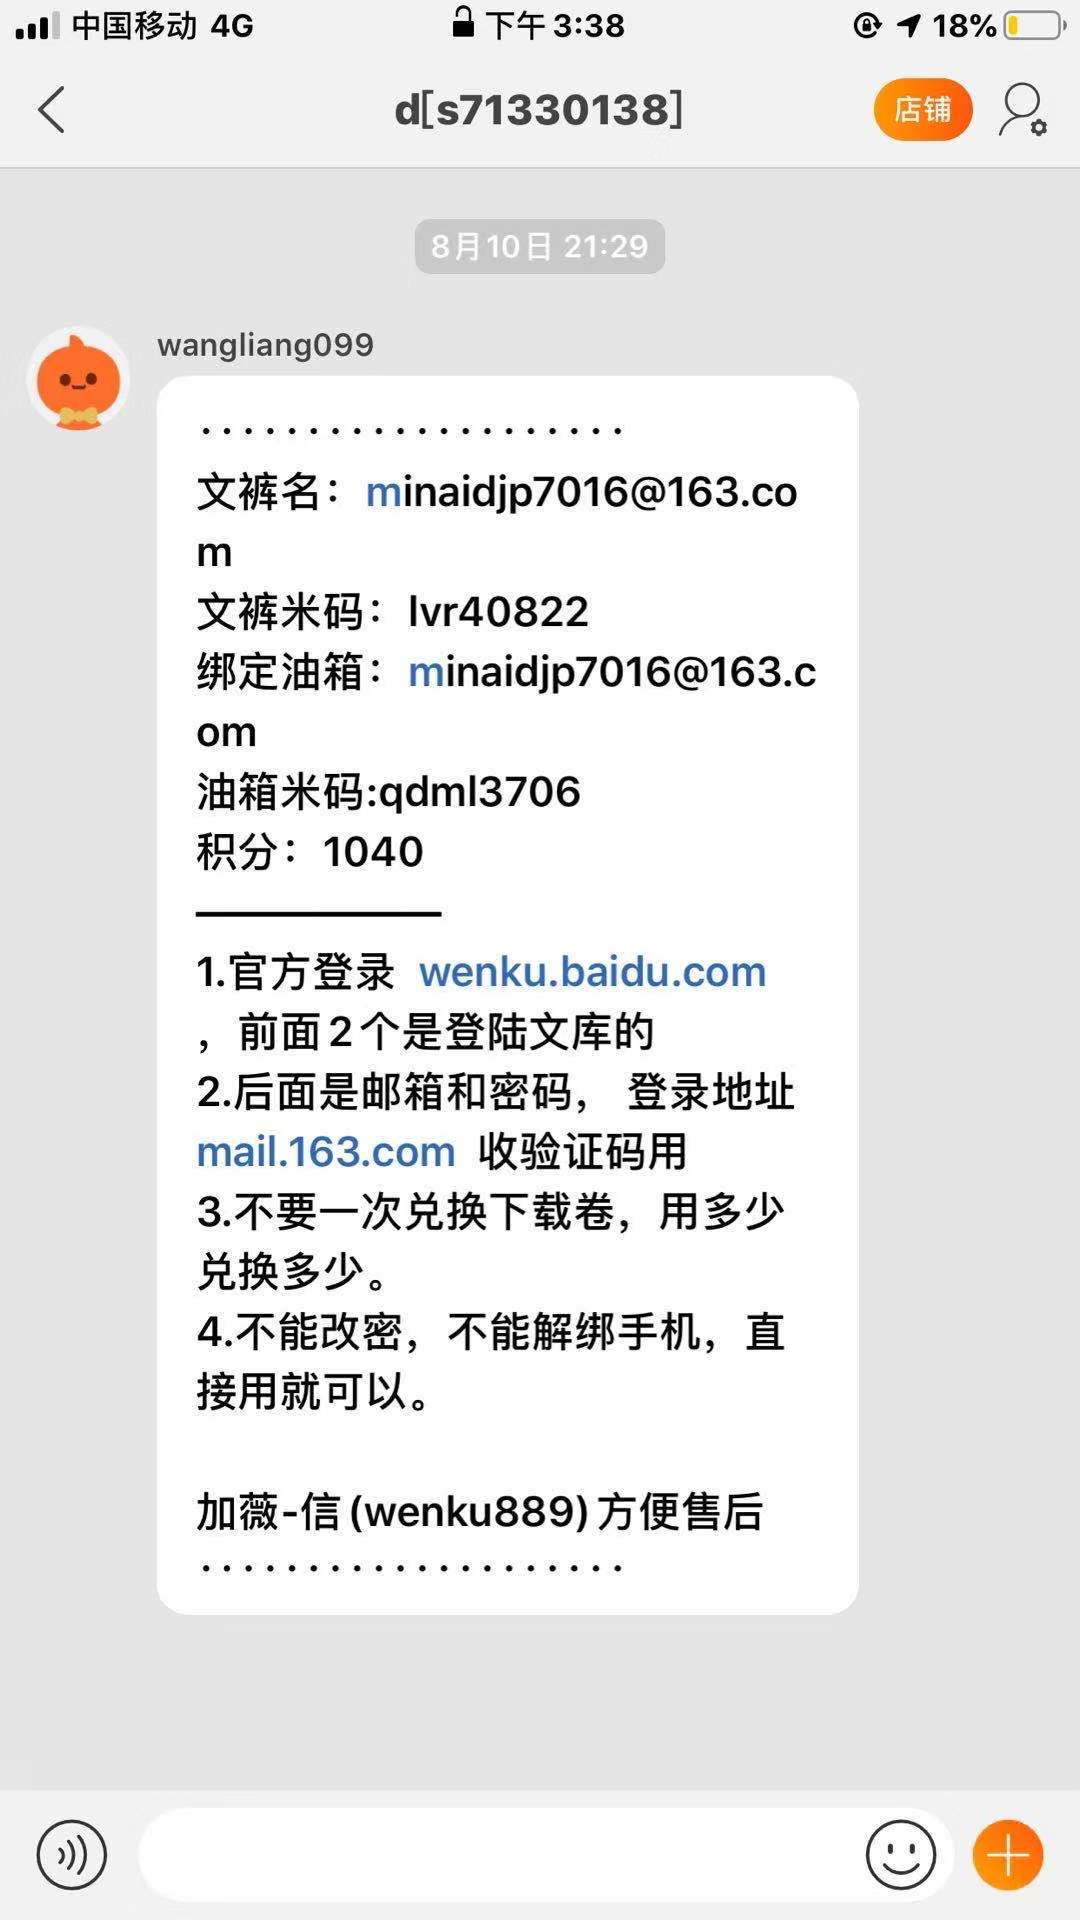 中国移动 4G 下午3:38 18%
d[s71330138] 店铺
8月10日 21:29
wangliang099
....................
文裤名：minaidjp7016@163.co
m
文裤米码：lvr40822
绑定油箱：minaidjp7016@163.c
om
油箱米码:qdml3706
积分：1040
——————
1.官方登录 wenku.baidu.com
，前面2个是登陆文库的
2.后面是邮箱和密码， 登录地址
mail.163.com 收验证码用
3.不要一次兑换下载卷，用多少
兑换多少。
4.不能改密，不能解绑手机，直
接用就可以。
加薇-信(wenku889)方便售后
....................